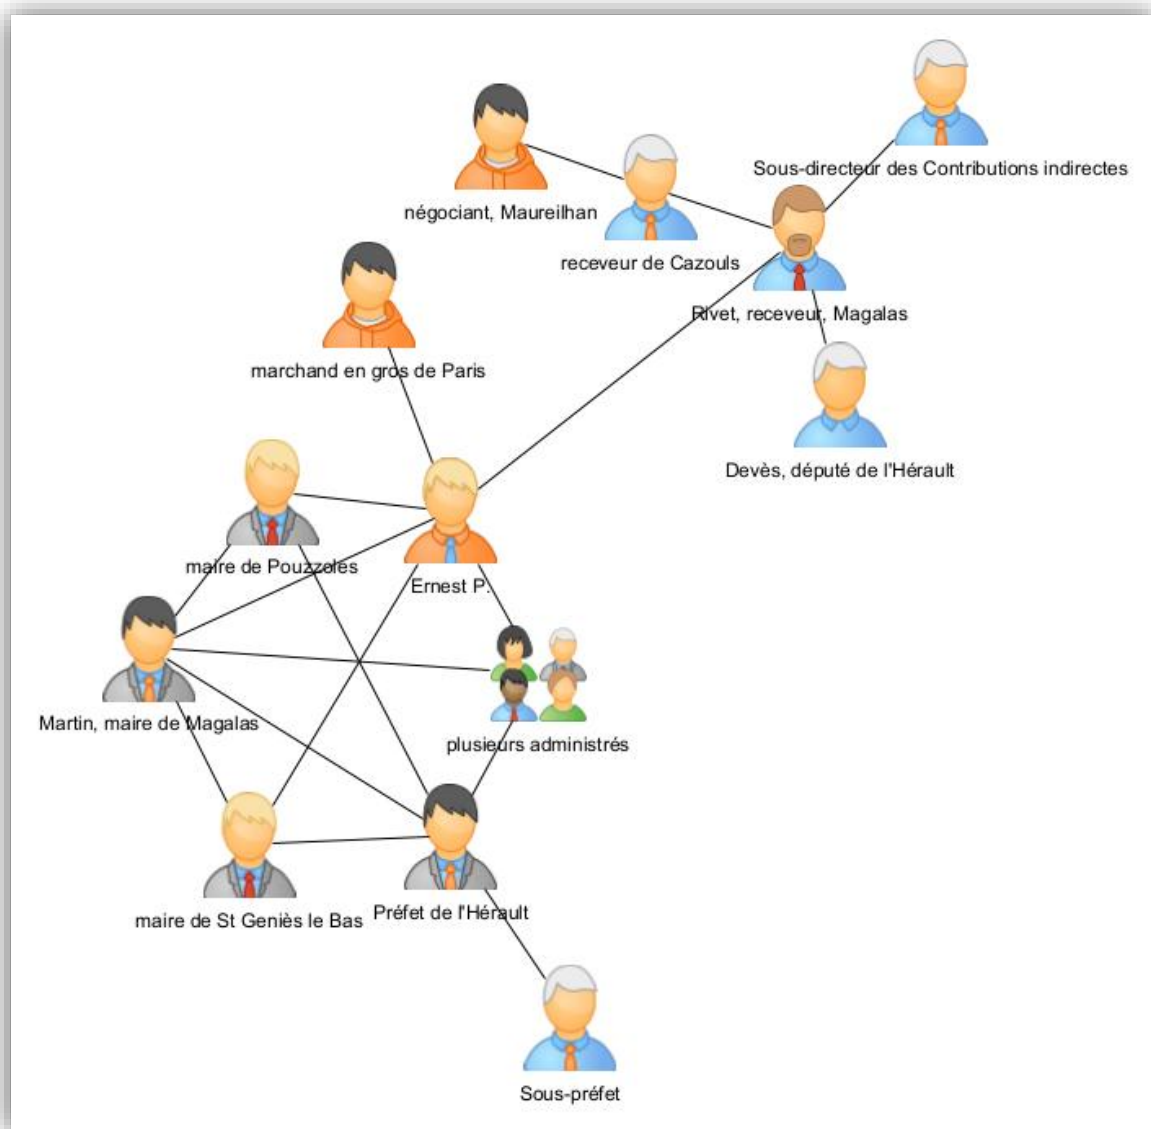 Sous-directeur des Contributions indirectes
négociant, Maureilhan
receveur de Cazouls
Rivet, receveur, Magalas
marchand en gros de Paris
Devès, député de l'Hérault
maire de Pouzzoles
Ernest P.
Martin, maire de Magalas
plusieurs administrés
maire de St Geniès le Bas
Préfet de l'Hérault
Sous-préfet